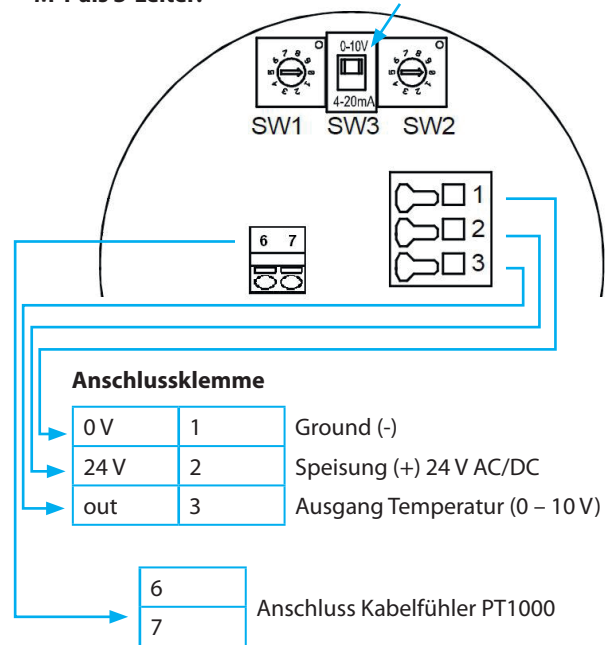 0-10V
4-20mA
SW1 SW3 SW2
1
2
3
6 7
Anschlussklemme
0 V 1 Ground (-)
24 V 2 Speisung (+) 24 V AC/DC
out 3 Ausgang Temperatur (0 – 10 V)
6
7
Anschluss Kabelfühler PT1000